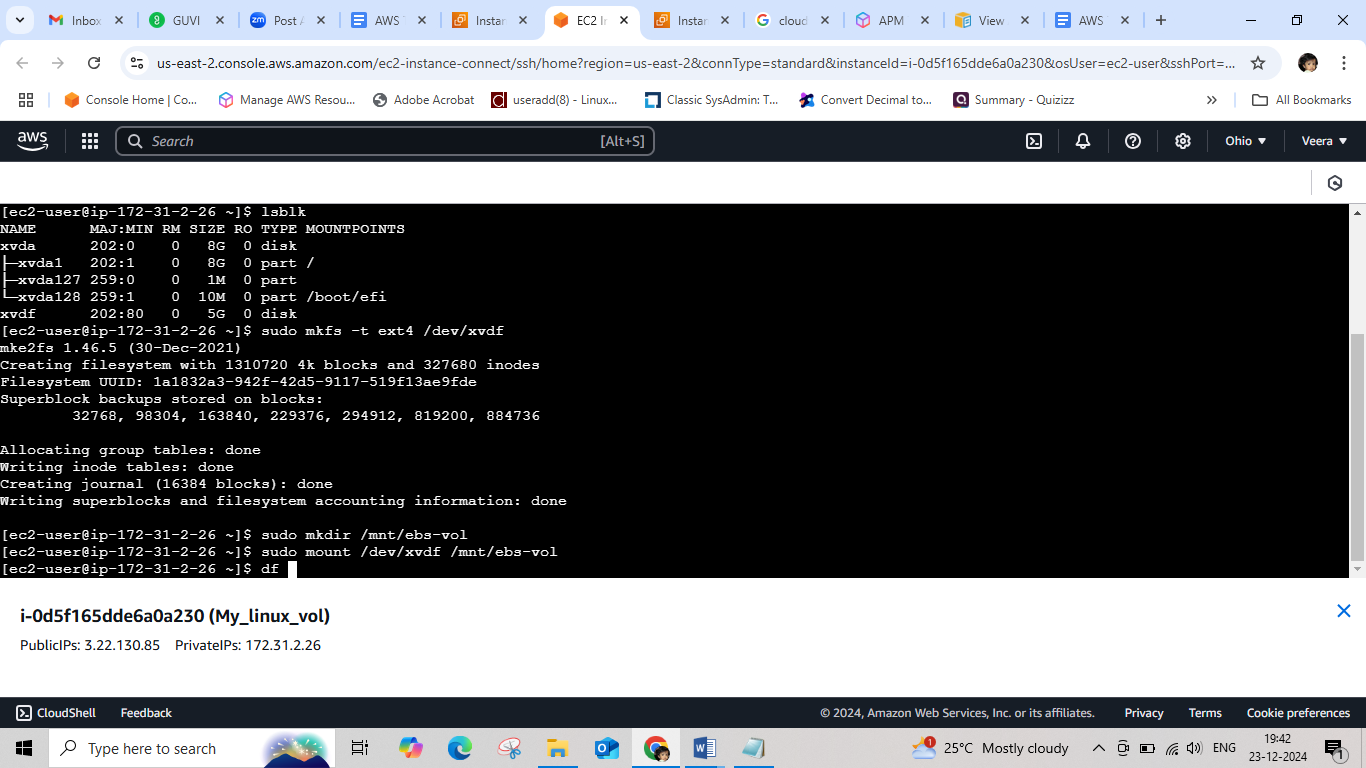 Inbox
GUVI
Post A
AWS
Instan
EC2 In
Instan
cloud
APM
View
AWS
us-east-2.console.aws.amazon.com/ec2-instance-connect/ssh/home?region=us-east-2&connType=standard&instanceId=i-0d5f165dde6a0a230&osUser=ec2-user&sshPort=...
Console Home | Co...
Manage AWS Resou...
Adobe Acrobat
useradd(8) - Linux...
Classic SysAdmin: T...
Convert Decimal to...
Summary - Quizizz
All Bookmarks
aws
Search
[Alt+S]
Ohio
Veera
[ec2-user@ip-172-31-2-26 ~]$ lsblk
NAME      MAJ:MIN RM SIZE RO TYPE MOUNTPOINTS
xvda      202:0    0   8G  0 disk
├─xvda1   202:1    0   8G  0 part /
├─xvda127 259:0    0   1M  0 part
└─xvda128 259:1    0  10M  0 part /boot/efi
xvdf      202:80   0   5G  0 disk
[ec2-user@ip-172-31-2-26 ~]$ sudo mkfs -t ext4 /dev/xvdf
mke2fs 1.46.5 (30-Dec-2021)
Creating filesystem with 1310720 4k blocks and 327680 inodes
Filesystem UUID: 1a1832a3-942f-42d5-9117-519f13ae9fde
Superblock backups stored on blocks:
32768, 98304, 163840, 229376, 294912, 819200, 884736
Allocating group tables: done
Writing inode tables: done
Creating journal (16384 blocks): done
Writing superblocks and filesystem accounting information: done
[ec2-user@ip-172-31-2-26 ~]$ sudo mkdir /mnt/ebs-vol
[ec2-user@ip-172-31-2-26 ~]$ sudo mount /dev/xvdf /mnt/ebs-vol
[ec2-user@ip-172-31-2-26 ~]$ df
i-0d5f165dde6a0a230 (My_linux_vol)
PublicIPs: 3.22.130.85 PrivateIPs: 172.31.2.26
CloudShell
Feedback
© 2024, Amazon Web Services, Inc. or its affiliates.
Privacy
Terms
Cookie preferences
Type here to search
1
25°C Mostly cloudy
ENG
19:42
23-12-2024
1